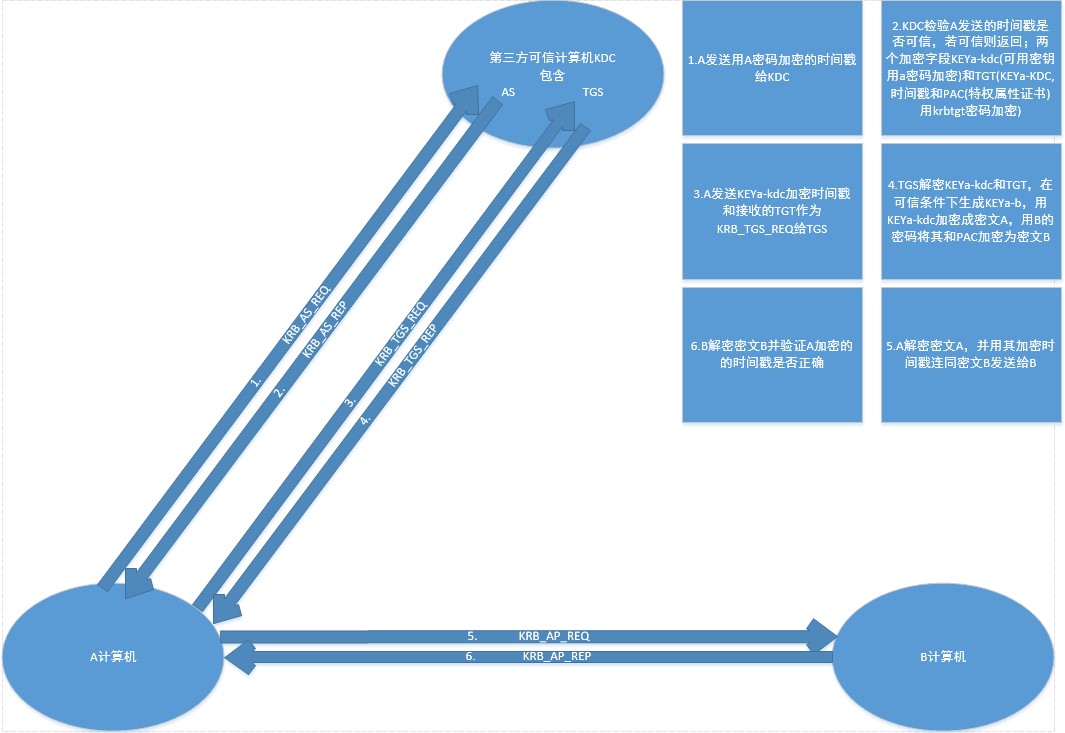 第三方可信计算机KDC
包含
AS
TGS
1.A发送用A密码加密的时间戳
给KDC
2.KDC检验A发送的时间戳是
否可信，若可信则返回；两
个加密字段KEYa-kdc(可用密钥
用a密码加密)和TGT(KEYa-KDC,
时间戳和PAC(特权属性证书)
用krbtgt密码加密)
3.A发送KEYa-kdc加密时间戳
和接收的TGT作为
KRB_TGS_REQ给TGS
4.TGS解密KEYa-kdc和TGT，在
可信条件下生成KEYa-b，用
KEYa-kdc加密成密文A，用B的
密码将其和PAC加密为密文B
6.B解密密文B并验证A加密的
的时间戳是否正确
5.A解密密文A，并用其加密时
间戳连同密文B发送给B
1. KRB_AS_REQ
2. KRB_AS_REP
3. KRB_TGS_REQ
4. KRB_TGS_REP
5. KRB_AP_REQ
6. KRB_AP_REP
A计算机
B计算机